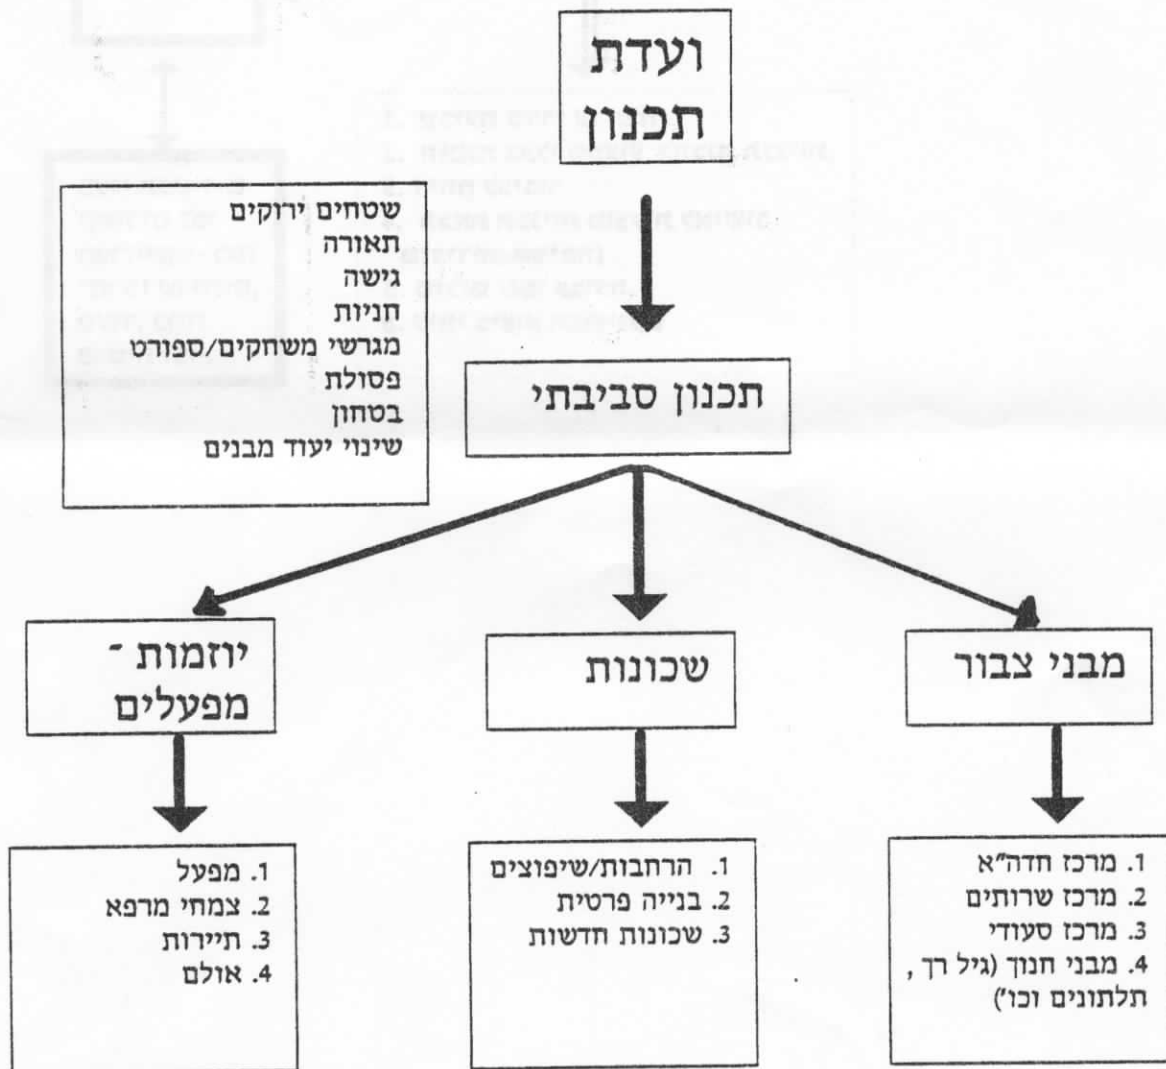 ועדת
תכנון
שטחים ירוקים
תאורה
גישה
חניות
מגרשי משחקים/ספורט
פסולת
בטחון
שינוי יעוד מבנים
תכנון סביבתי
מבני צבור
שכונות
יוזמות -
מפעלים
1. מרכז חדה"א
2. מרכז שרותים
3. מרכז סעודי
4. מבני חנוך (גיל רך ,
תלתונים וכו')
1. הרחבות/שיפוצים
2. בנייה פרטית
3. שכונות חדשות
1. מפעל
2. צמחי מרפא
3. תיירות
4. אולם